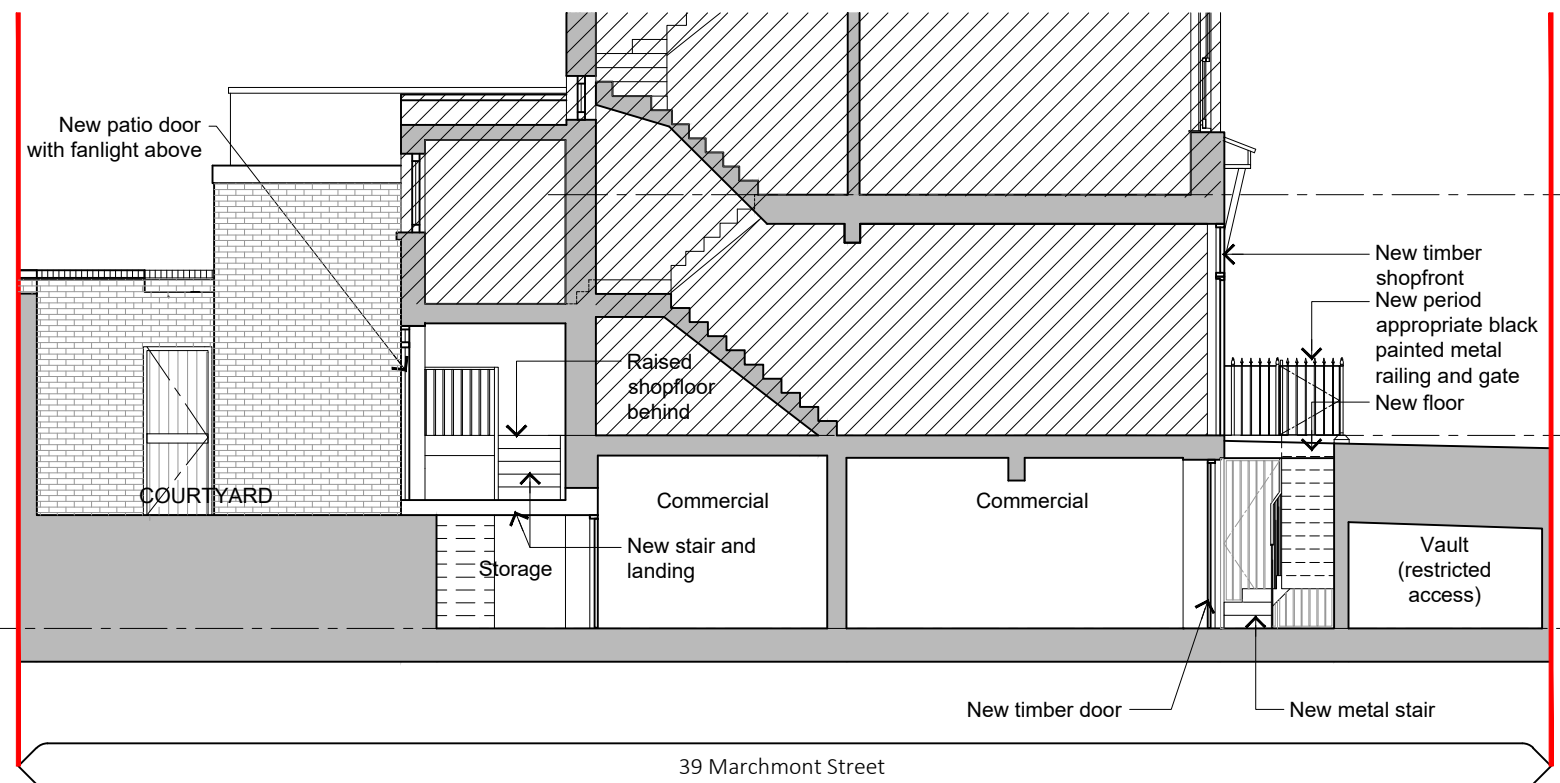 New patio door
with fanlight above
New timber
shopfront
New period
appropriate black
painted metal
railing and gate
New floor
Raised
shopfloor
behind
COURTYARD
Commercial
Commercial
New stair and
landing
Storage
Vault
(restricted
access)
New timber door
New metal stair
39 Marchmont Street